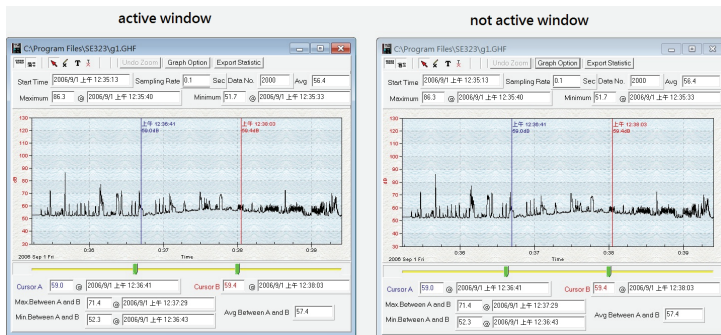 active window
C:\Program Files\SE323\g1.GHF
Undo Zoom Graph Option Export Statistic
Start Time 2006/9/1 上午 12:35:13 Sampling Rate 0.1 Sec Data No. 2000 Avg 56.4
Maximum 86.3 @ 2006/9/1 上午 12:35:40 Minimum 51.7 @ 2006/9/1 上午 12:35:33
130
120
110
100
90
80
70
60
50
40
30
dB
上午 12:36:41
59.0dB
上午 12:38:03
59.4dB
0:36 0:37 0:38 0:39
2006 Sep 1 Fri Time
Cursor A 59.0 @ 2006/9/1 上午 12:36:41 Cursor B 59.4 @ 2006/9/1 上午 12:38:03
Max.Between A and B 71.4 @ 2006/9/1 上午 12:37:29
Min.Between A and B 52.3 @ 2006/9/1 上午 12:36:43
Avg Between A and B 57.4
not active window
C:\Program Files\SE323\g1.GHF
Undo Zoom Graph Option Export Statistic
Start Time 2006/9/1 上午 12:35:13 Sampling Rate 0.1 Sec Data No. 2000 Avg 56.4
Maximum 86.3 @ 2006/9/1 上午 12:35:40 Minimum 51.7 @ 2006/9/1 上午 12:35:33
130
120
110
100
90
80
70
60
50
40
30
dB
上午 12:36:41
59.0dB
上午 12:38:03
59.4dB
0:36 0:37 0:38 0:39
2006 Sep 1 Fri Time
Cursor A 59.0 @ 2006/9/1 上午 12:36:41 Cursor B 59.4 @ 2006/9/1 上午 12:38:03
Max.Between A and B 71.4 @ 2006/9/1 上午 12:37:29
Min.Between A and B 52.3 @ 2006/9/1 上午 12:36:43
Avg Between A and B 57.4